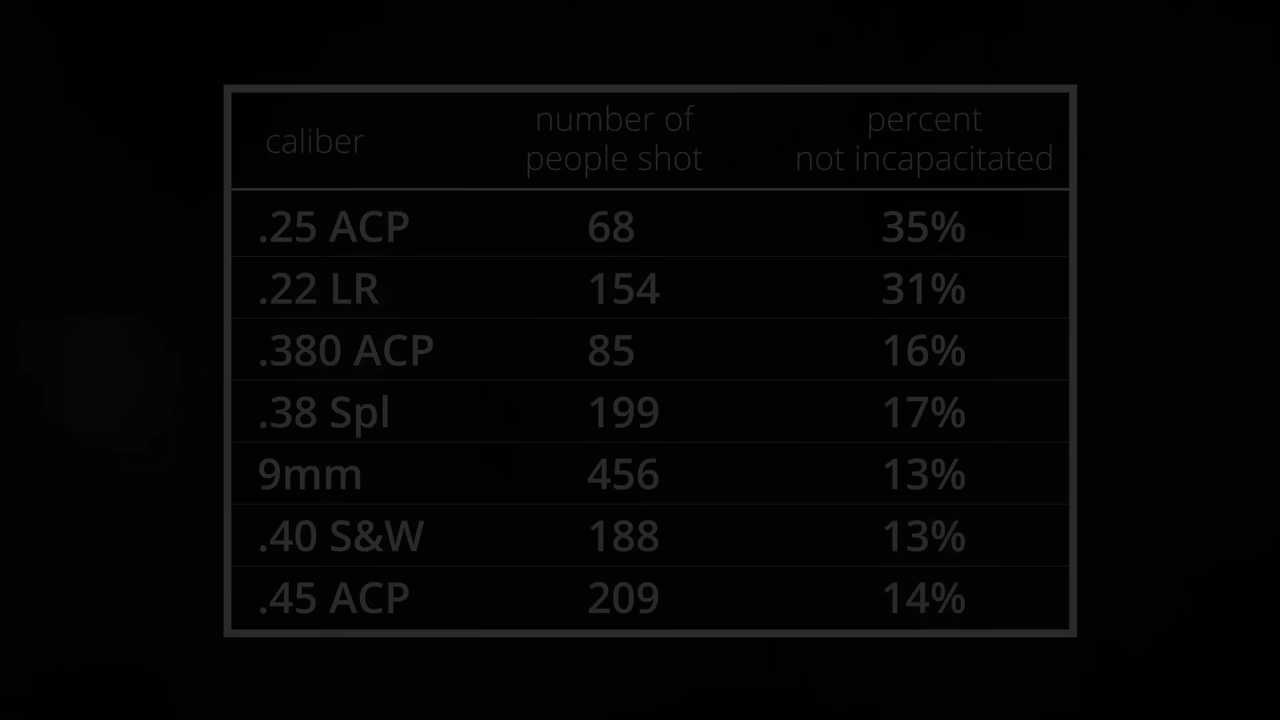 caliber number of people shot percent not incapacitated
.25 ACP 68 35%
.22 LR 154 31%
.380 ACP 85 16%
.38 Spl 199 17%
9mm 456 13%
.40 S&W 188 13%
.45 ACP 209 14%